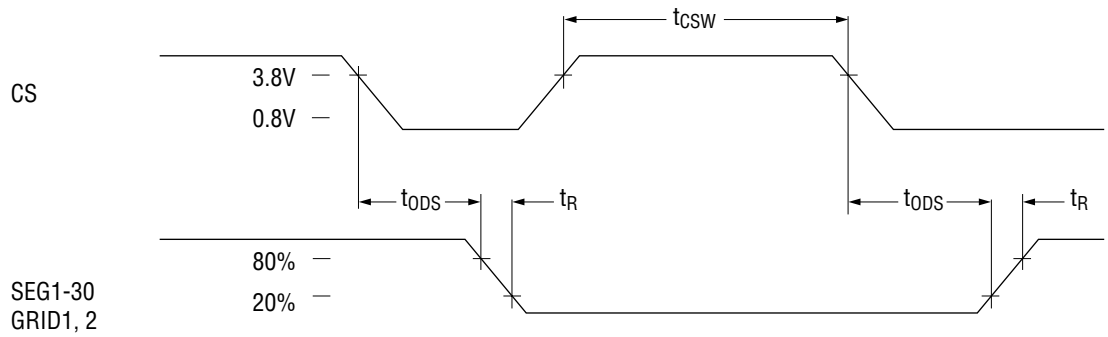 tCSW
CS
3.8V
0.8V
tODS
tR
tODS
tR
80%
20%
SEG1-30
GRID1, 2